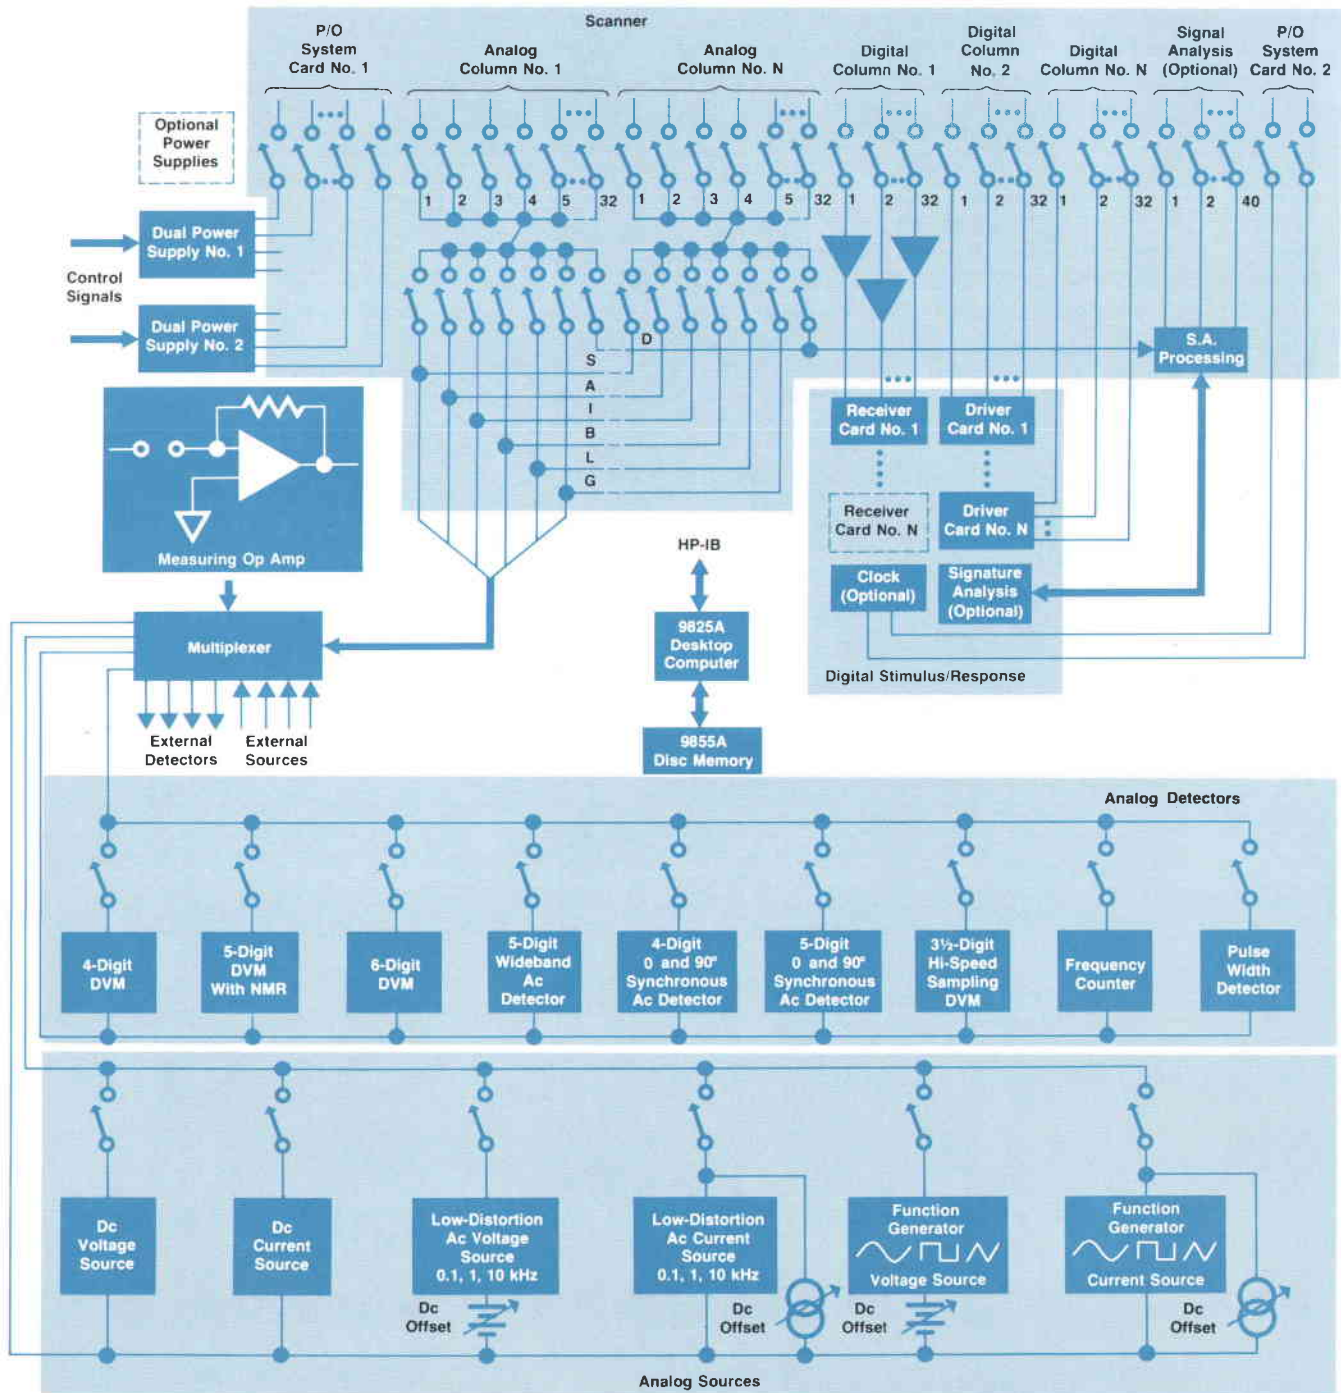 Scanner
P/O
System
Card No. 1
Analog
Column No. 1
Analog
Column No. N
Digital
Column No. 1
Digital
Column
No. 2
Digital
Column No. N
Signal
Analysis
(Optional)
P/O
System
Card No. 2
Optional
Power
Supplies
1 2 3 4 5 32
1 2 3 4 5 32
1 2 32
1 2 32
1 2 32
1 2 40
Dual Power
Supply No. 1
Control
Signals
Dual Power
Supply No. 2
D
S
A
I
B
L
G
S.A.
Processing
Measuring Op Amp
Receiver
Card No. 1
Driver
Card No. 1
Receiver
Card No. N
Driver
Card No. N
Clock
(Optional)
Signature
Analysis
(Optional)
Digital Stimulus/Response
HP-IB
9825A
Desktop
Computer
9855A
Disc Memory
Multiplexer
External
Detectors
External
Sources
Analog Detectors
4-Digit
DVM
5-Digit
DVM
With NMR
6-Digit
DVM
5-Digit
Wideband
Ac
Detector
4-Digit
0 and 90°
Synchronous
Ac Detector
5-Digit
0 and 90°
Synchronous
Ac Detector
3½-Digit
Hi-Speed
Sampling
DVM
Frequency
Counter
Pulse
Width
Detector
Dc
Voltage
Source
Dc
Current
Source
Low-Distortion
Ac Voltage
Source
0.1, 1, 10 kHz
Low-Distortion
Ac Current
Source
0.1, 1, 10 kHz
Function
Generator
Voltage Source
Function
Generator
Current Source
Dc
Offset
Dc
Offset
Dc
Offset
Dc
Offset
Analog Sources